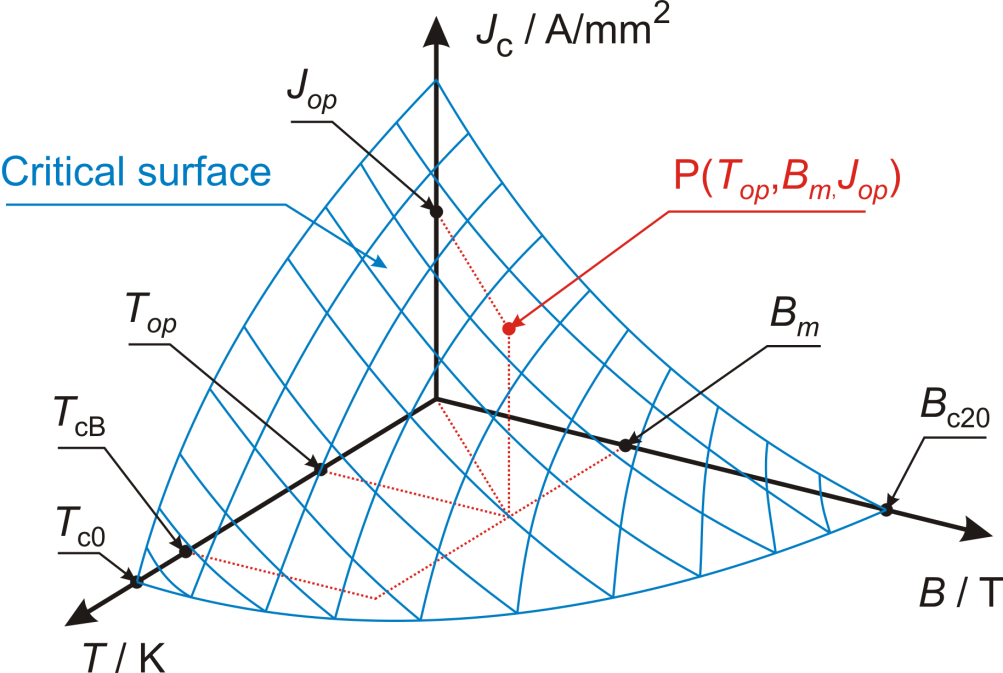 J_c / A/mm²
J_op
Critical surface
P(T_op,B_m,J_op)
T_op
B_m
T_cB
B_c20
T_c0
B / T
T / K